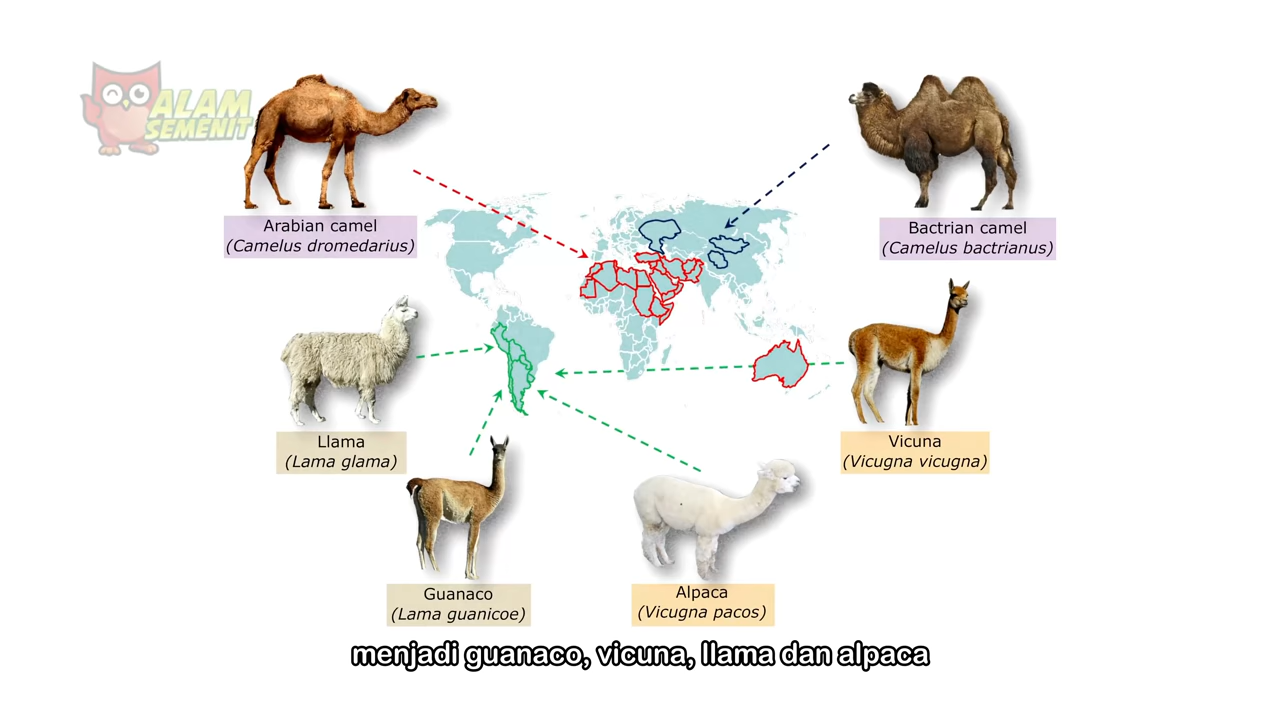 ALAM
SEMENIT
Arabian camel
(Camelus dromedarius)
Bactrian camel
(Camelus bactrianus)
Llama
(Lama glama)
Vicuna
(Vicugna vicugna)
Guanaco
(Lama guanicoe)
Alpaca
(Vicugna pacos)
menjadi guanaco, vicuna, llama dan alpaca